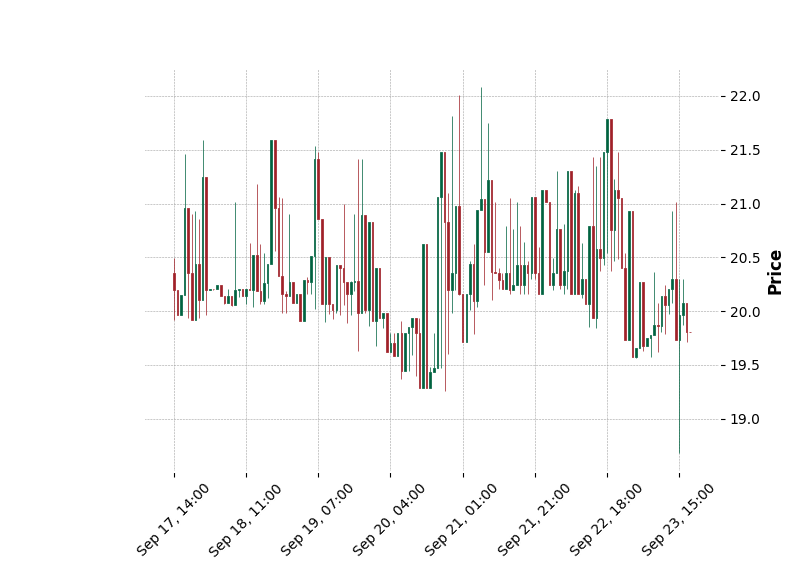 22.0
21.5
21.0
20.5
20.0
19.5
19.0
Price
Sep 17, 14:00
Sep 18, 11:00
Sep 19, 07:00
Sep 20, 04:00
Sep 21, 01:00
Sep 21, 21:00
Sep 22, 18:00
Sep 23, 15:00